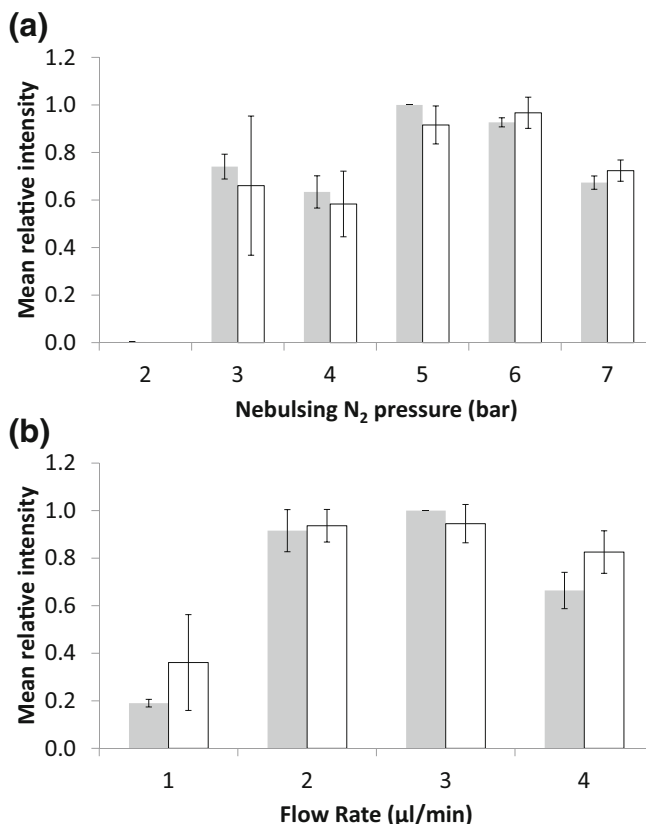 (a)
1.2
1.0
0.8
0.6
0.4
0.2
0.0
Mean relative intensity
2 3 4 5 6 7
Nebulsing N₂ pressure (bar)
(b)
1.2
1.0
0.8
0.6
0.4
0.2
0.0
Mean relative intensity
1 2 3 4
Flow Rate (μl/min)